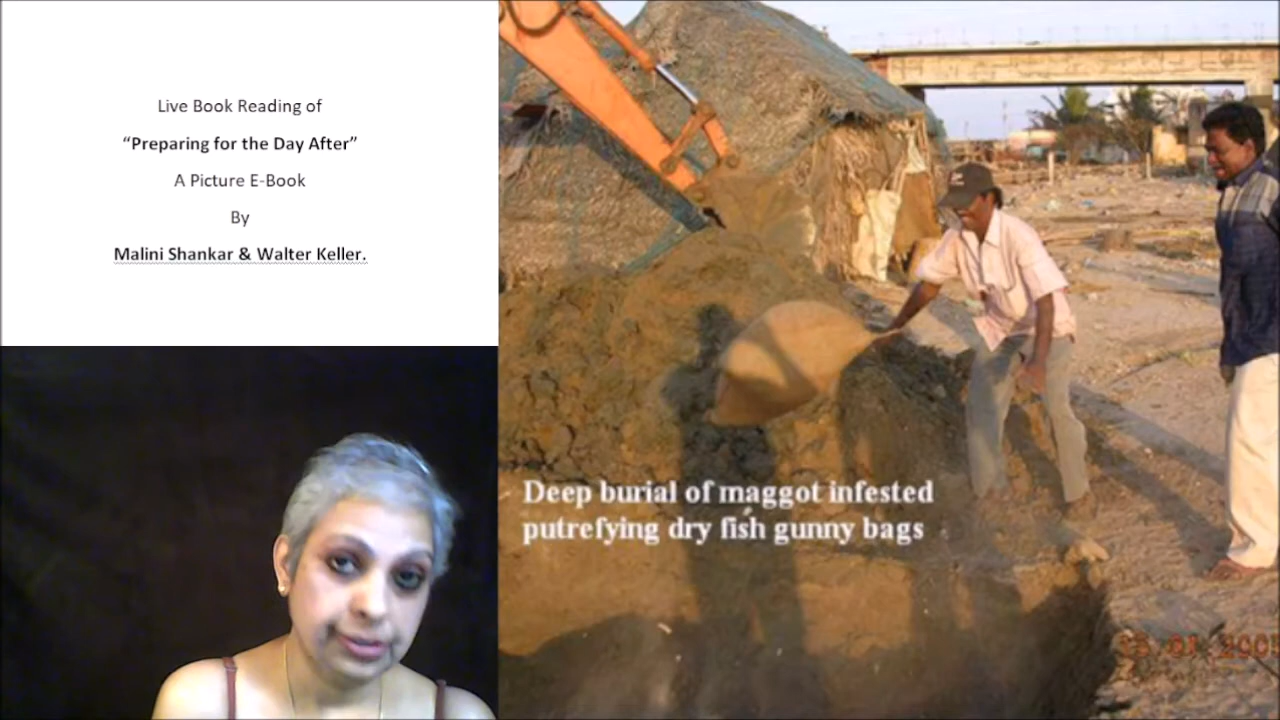 Live Book Reading of
“Preparing for the Day After”
A Picture E-Book
By
Malini Shankar & Walter Keller.
Deep burial of maggot infested
putrefying dry fish gunny bags